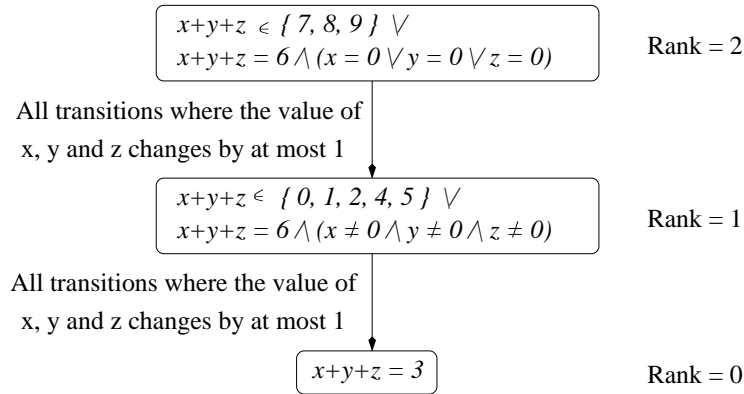 x+y+z ∈ { 7, 8, 9 } \/
x+y+z = 6 /\ (x = 0 \/ y = 0 \/ z = 0)
Rank = 2
All transitions where the value of
x, y and z changes by at most 1
x+y+z ∈ { 0, 1, 2, 4, 5 } \/
x+y+z = 6 /\ (x ≠ 0 /\ y ≠ 0 /\ z ≠ 0)
Rank = 1
All transitions where the value of
x, y and z changes by at most 1
x+y+z = 3
Rank = 0